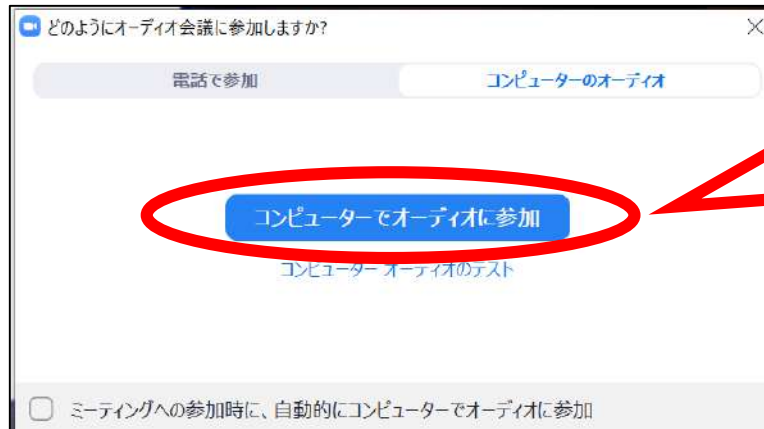 どのようにオーディオ会議に参加しますか?
電話で参加
コンピューターのオーディオ
コンピューターでオーディオに参加
コンピューター オーディオのテスト
ミーティングへの参加時に、自動的にコンピューターでオーディオに参加